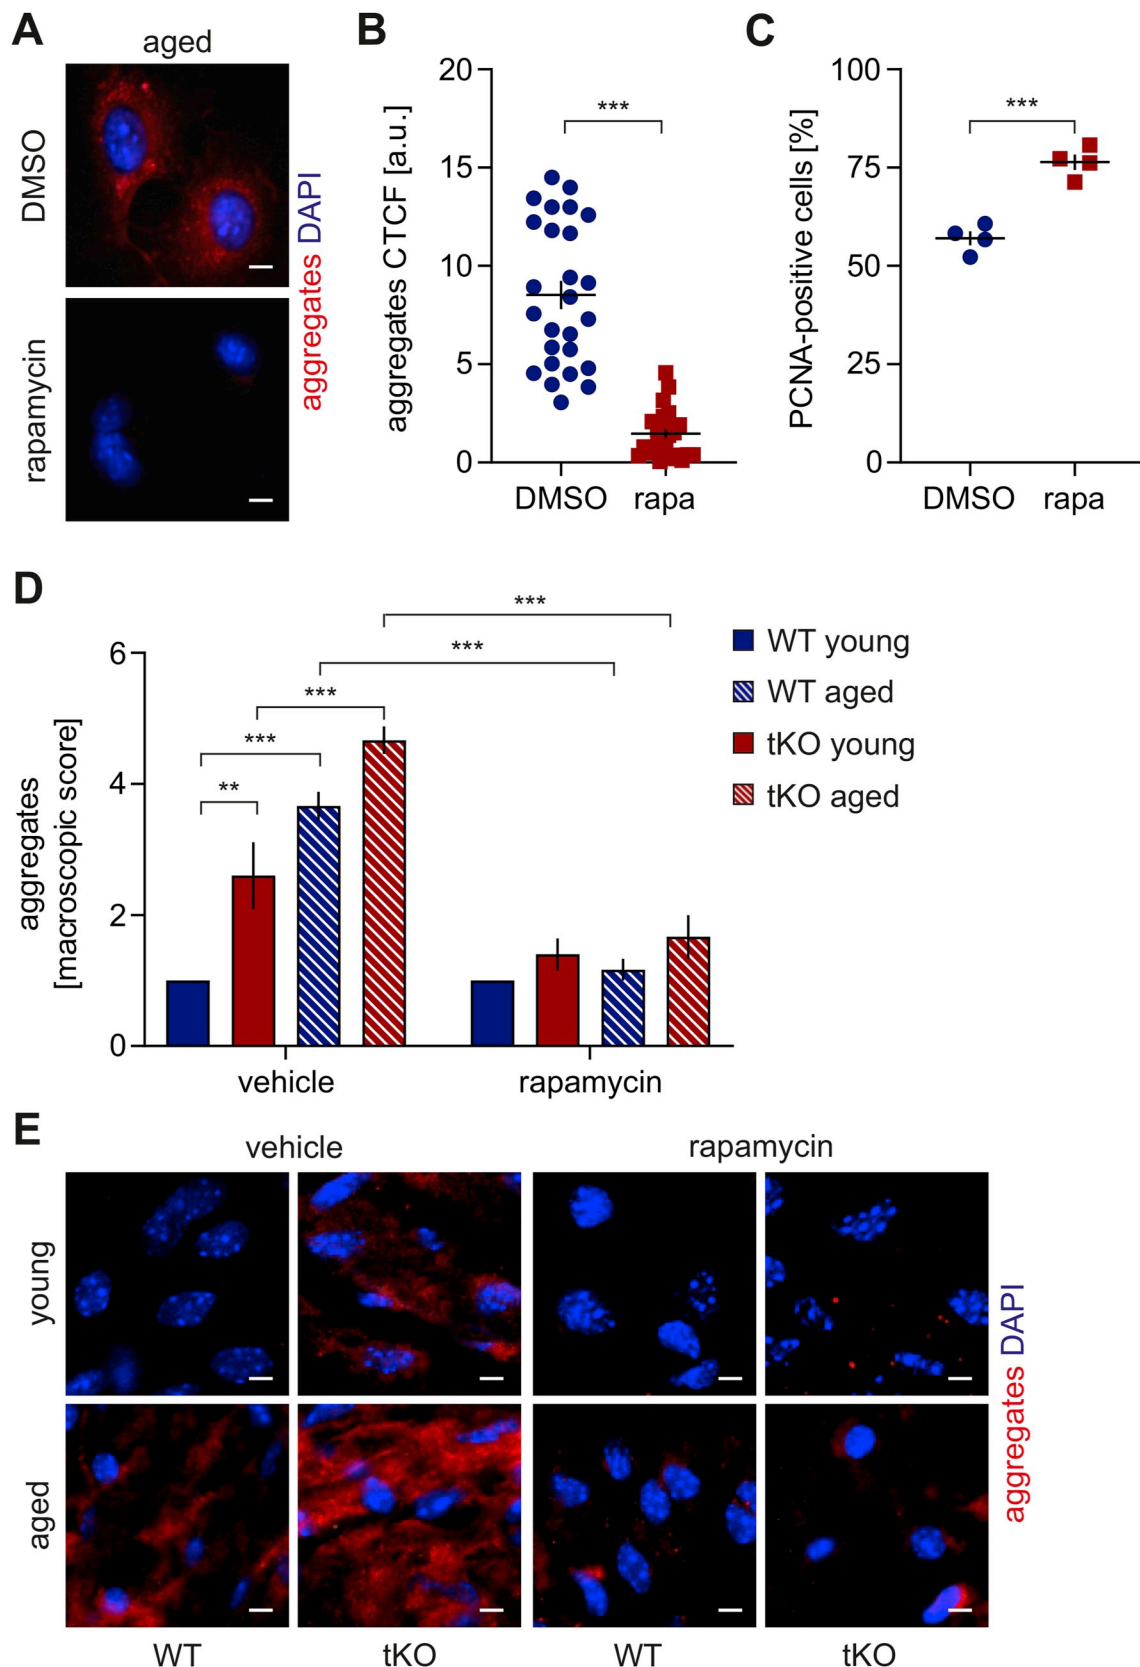 A
aged
DMSO
rapamycin
aggregates DAPI
B
aggregates CTCF [a.u.]
20
15
10
5
0
***
DMSO rapa
C
PCNA-positive cells [%]
100
75
50
25
0
***
DMSO rapa
D
aggregates
[macroscopic score]
6
4
2
0
***
***
***
***
**
vehicle rapamycin
WT young
WT aged
tKO young
tKO aged
E
vehicle rapamycin
young
aged
aggregates DAPI
WT tKO WT tKO